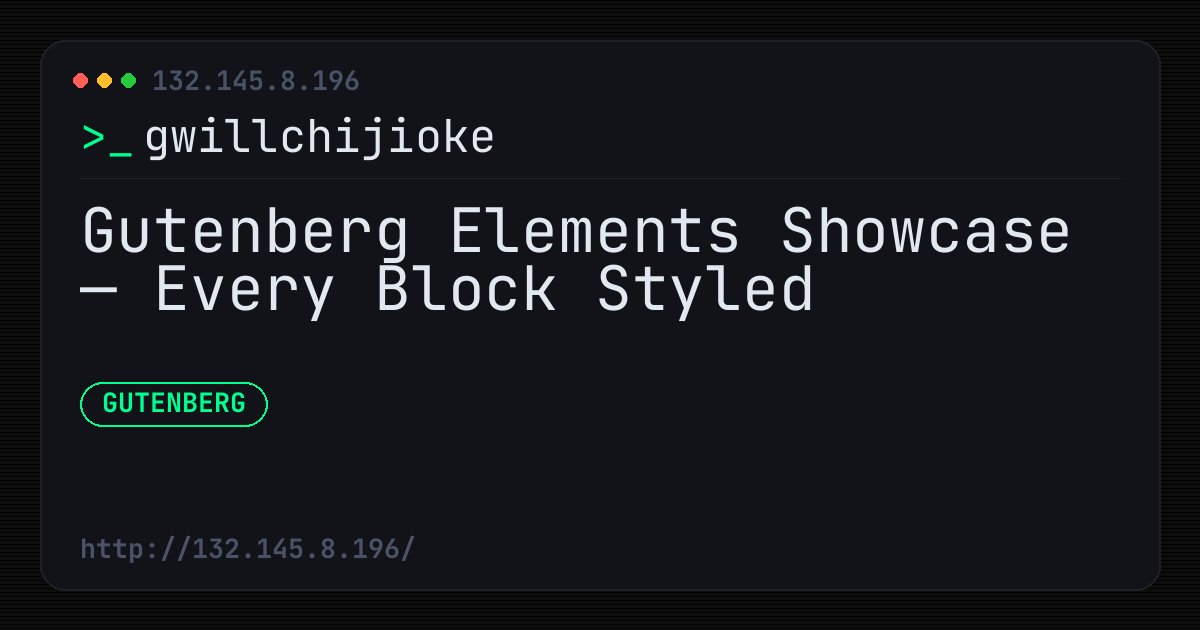 132.145.8.196
>_ gwillchijioke
Gutenberg Elements Showcase
— Every Block Styled
GUTENBERG
http://132.145.8.196/